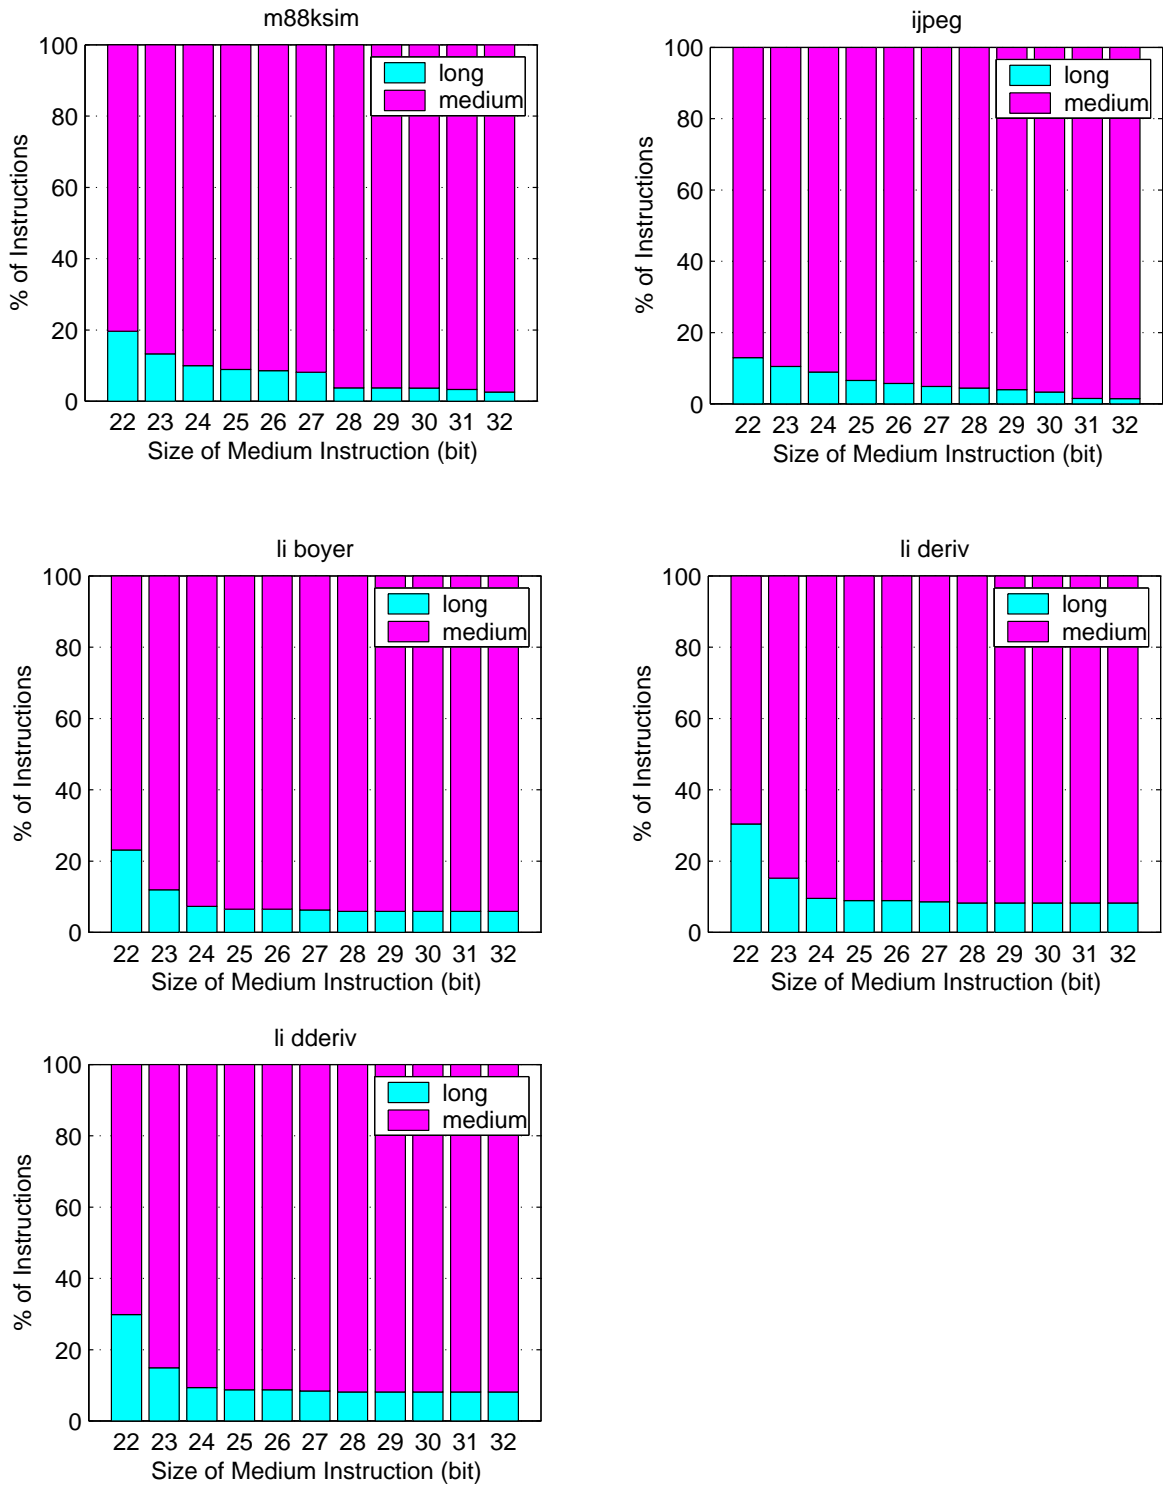 m88ksim
100
80
60
40
20
0
% of Instructions
long
medium
22 23 24 25 26 27 28 29 30 31 32
Size of Medium Instruction (bit)
ijpeg
100
80
60
40
20
0
% of Instructions
long
medium
22 23 24 25 26 27 28 29 30 31 32
Size of Medium Instruction (bit)
li boyer
100
80
60
40
20
0
% of Instructions
long
medium
22 23 24 25 26 27 28 29 30 31 32
Size of Medium Instruction (bit)
li deriv
100
80
60
40
20
0
% of Instructions
long
medium
22 23 24 25 26 27 28 29 30 31 32
Size of Medium Instruction (bit)
li dderiv
100
80
60
40
20
0
% of Instructions
long
medium
22 23 24 25 26 27 28 29 30 31 32
Size of Medium Instruction (bit)